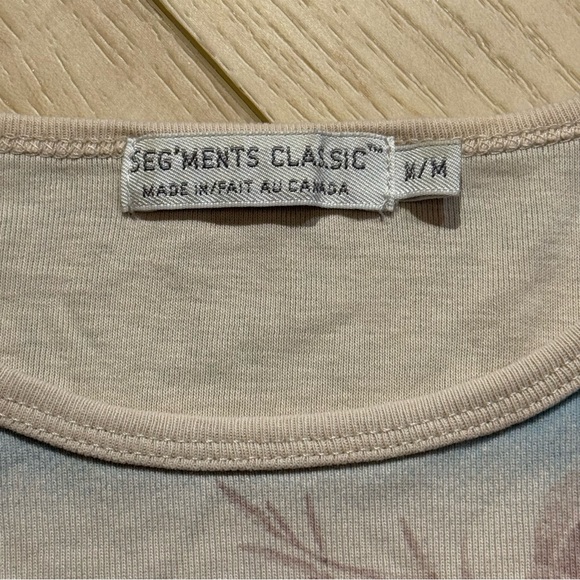 SEG'MENTS CLASSIC™
MADE IN/FAIT AU CANADA
M/M